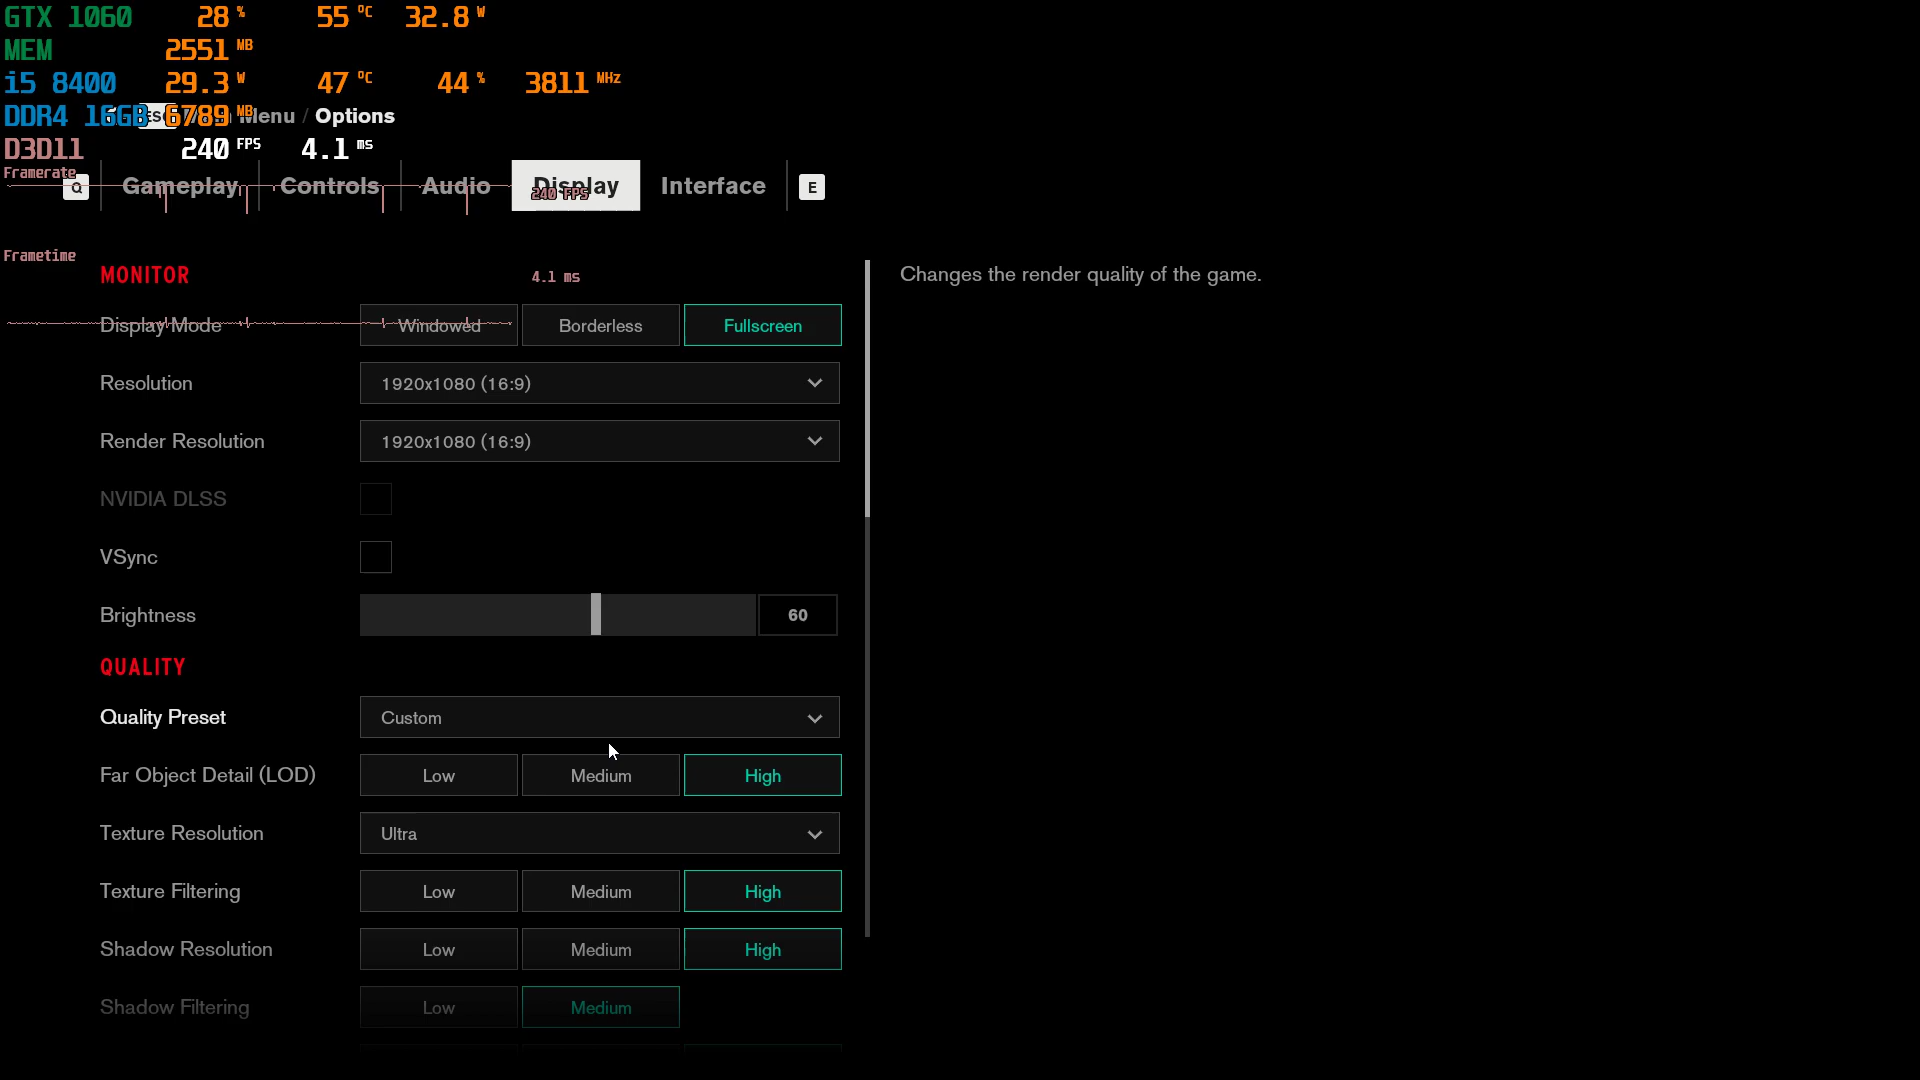 GTX 1060 28 % 55 °C 32.8 W
MEM 2551 MB
i5 8400 29.3 W 47 °C 44 % 3811 MHz
DDR4 16GB 6789 MB
Menu / Options
D3D11 240 FPS 4.1 ms
Framerate
Q Gameplay Controls Audio Display Interface E
240 FPS
Frametime
MONITOR
4.1 ms
Changes the render quality of the game.
Display Mode Windowed Borderless Fullscreen
Resolution 1920x1080 (16:9)
Render Resolution 1920x1080 (16:9)
NVIDIA DLSS
VSync
Brightness 60
QUALITY
Quality Preset Custom
Far Object Detail (LOD) Low Medium High
Texture Resolution Ultra
Texture Filtering Low Medium High
Shadow Resolution Low Medium High
Shadow Filtering Low Medium